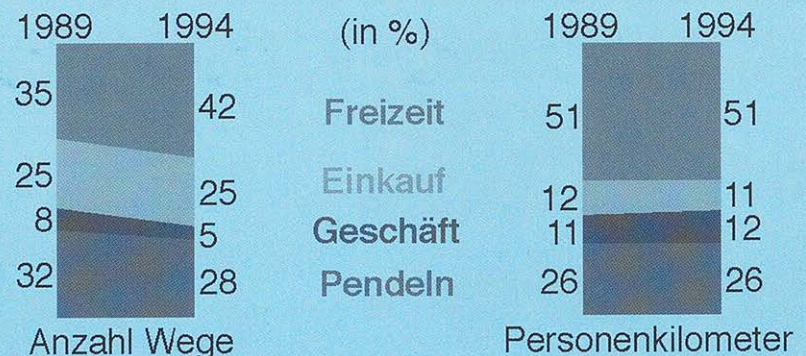 1989 1994 (in %) 1989 1994
35 42 Freizeit 51 51
25 25 Einkauf 12 11
8 5 Geschäft 11 12
32 28 Pendeln 26 26
Anzahl Wege Personenkilometer